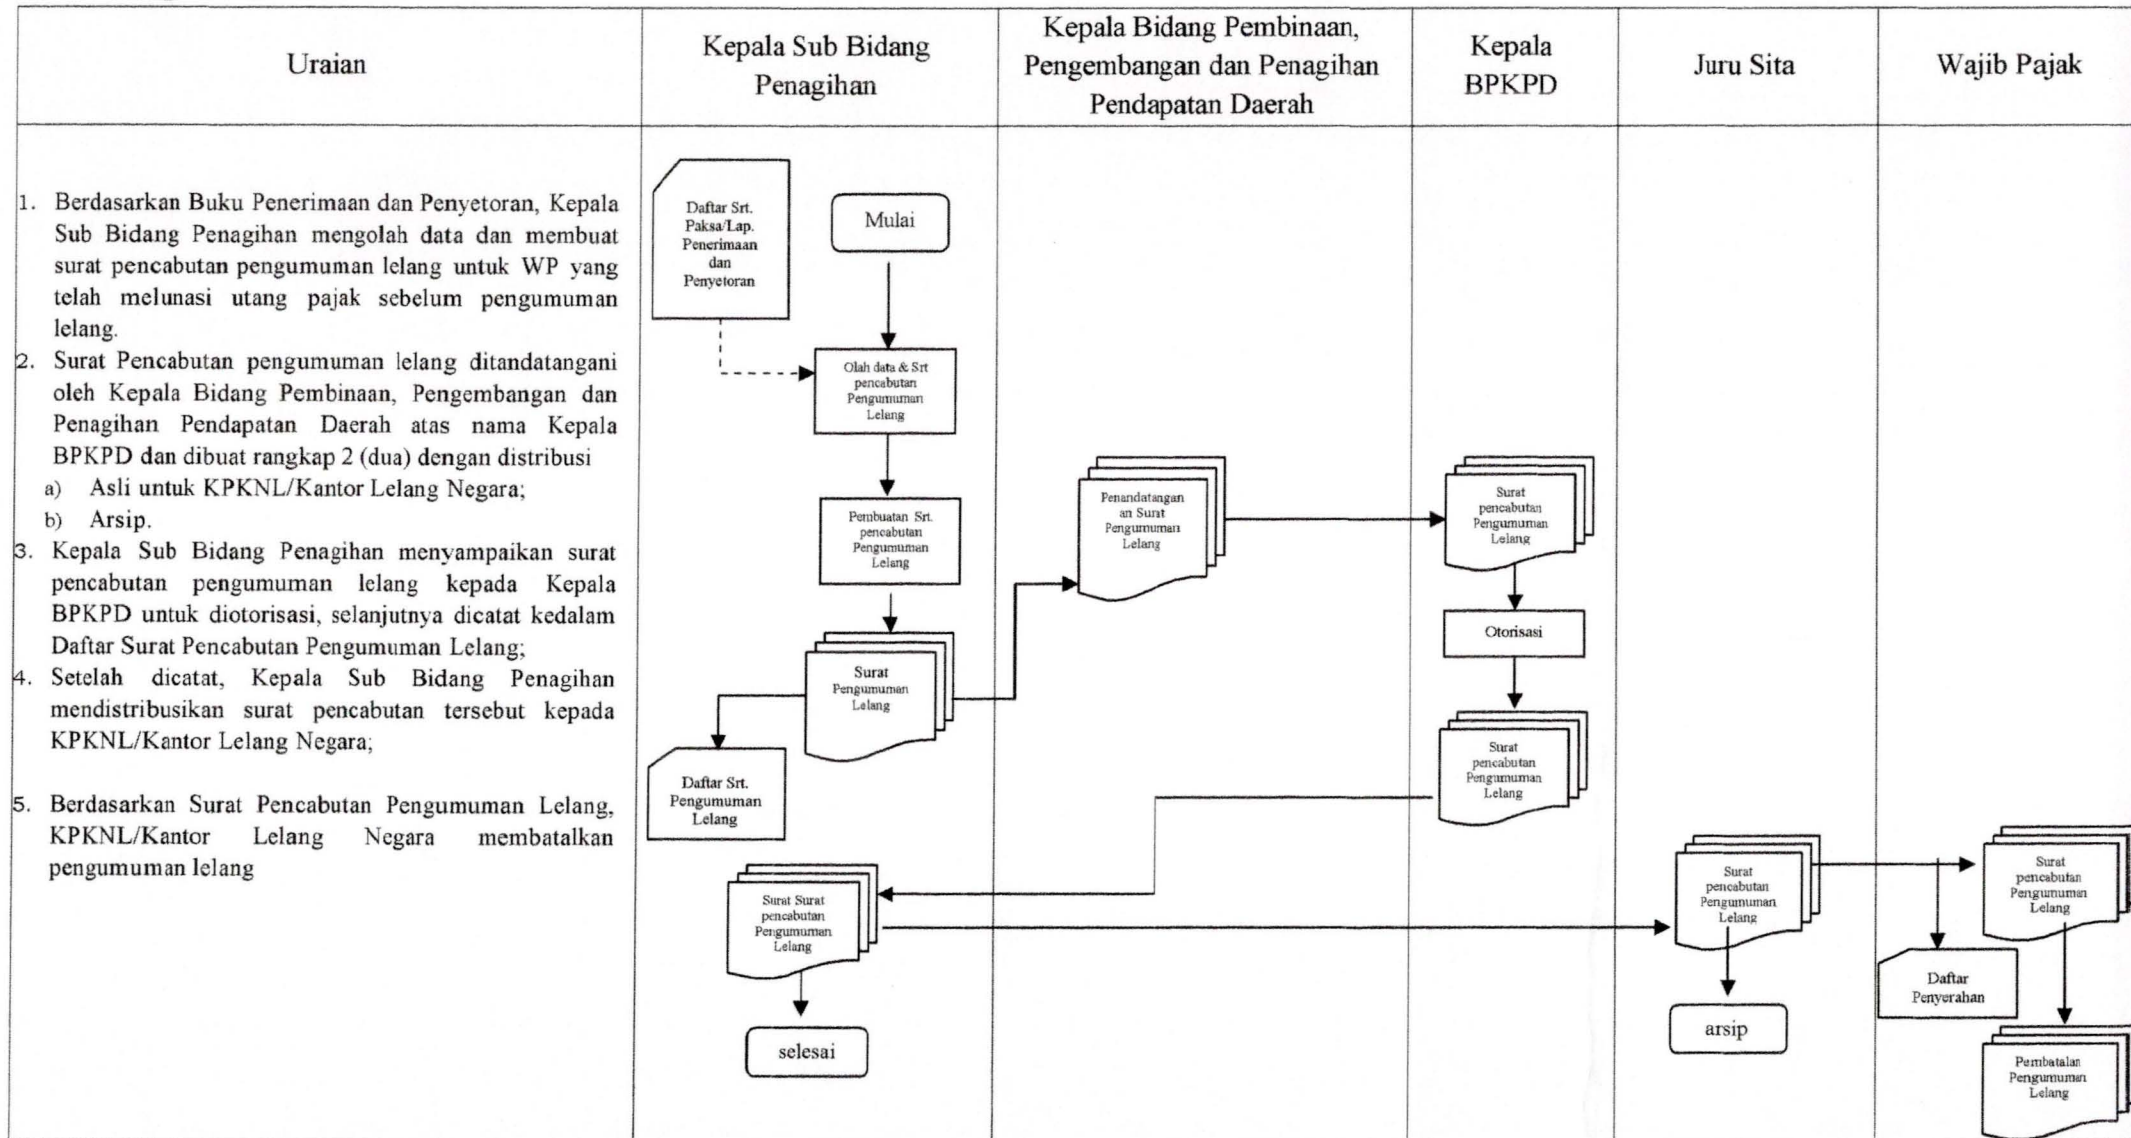 Uraian
Kepala Sub Bidang
Penagihan
Kepala Bidang Pembinaan,
Pengembangan dan Penagihan
Pendapatan Daerah
Kepala
BPKPD
Juru Sita
Wajib Pajak
1. Berdasarkan Buku Penerimaan dan Penyetoran, Kepala
Sub Bidang Penagihan mengolah data dan membuat
surat pencabutan pengumuman lelang untuk WP yang
telah melunasi utang pajak sebelum pengumuman
lelang.
2. Surat Pencabutan pengumuman lelang ditandatangani
oleh Kepala Bidang Pembinaan, Pengembangan dan
Penagihan Pendapatan Daerah atas nama Kepala
BPKPD dan dibuat rangkap 2 (dua) dengan distribusi
a) Asli untuk KPKNL/Kantor Lelang Negara;
b) Arsip.
3. Kepala Sub Bidang Penagihan menyampaikan surat
pencabutan pengumuman lelang kepada Kepala
BPKPD untuk diotorisasi, selanjutnya dicatat kedalam
Daftar Surat Pencabutan Pengumuman Lelang;
4. Setelah dicatat, Kepala Sub Bidang Penagihan
mendistribusikan surat pencabutan tersebut kepada
KPKNL/Kantor Lelang Negara;
5. Berdasarkan Surat Pencabutan Pengumuman Lelang,
KPKNL/Kantor Lelang Negara membatalkan
pengumuman lelang
Daftar Srt.
Paksa/Lap.
Penerimaan
dan
Penyetoran
Mulai
Olah data & Srt
pencabutan
Pengumuman
Lelang
Pembuatan Srt.
pencabutan
Pengumuman
Lelang
Surat
Pengumuman
Lelang
Daftar Srt.
Pengumuman
Lelang
Surat Surat
pencabutan
Pengumuman
Lelang
selesai
Penandatangan
an Surat
Pengumuman
Lelang
Surat
pencabutan
Pengumuman
Lelang
Otorisasi
Surat
pencabutan
Pengumuman
Lelang
Surat
pencabutan
Pengumuman
Lelang
arsip
Surat
pencabutan
Pengumuman
Lelang
Daftar
Penyerahan
Pembatalan
Pengumuman
Lelang